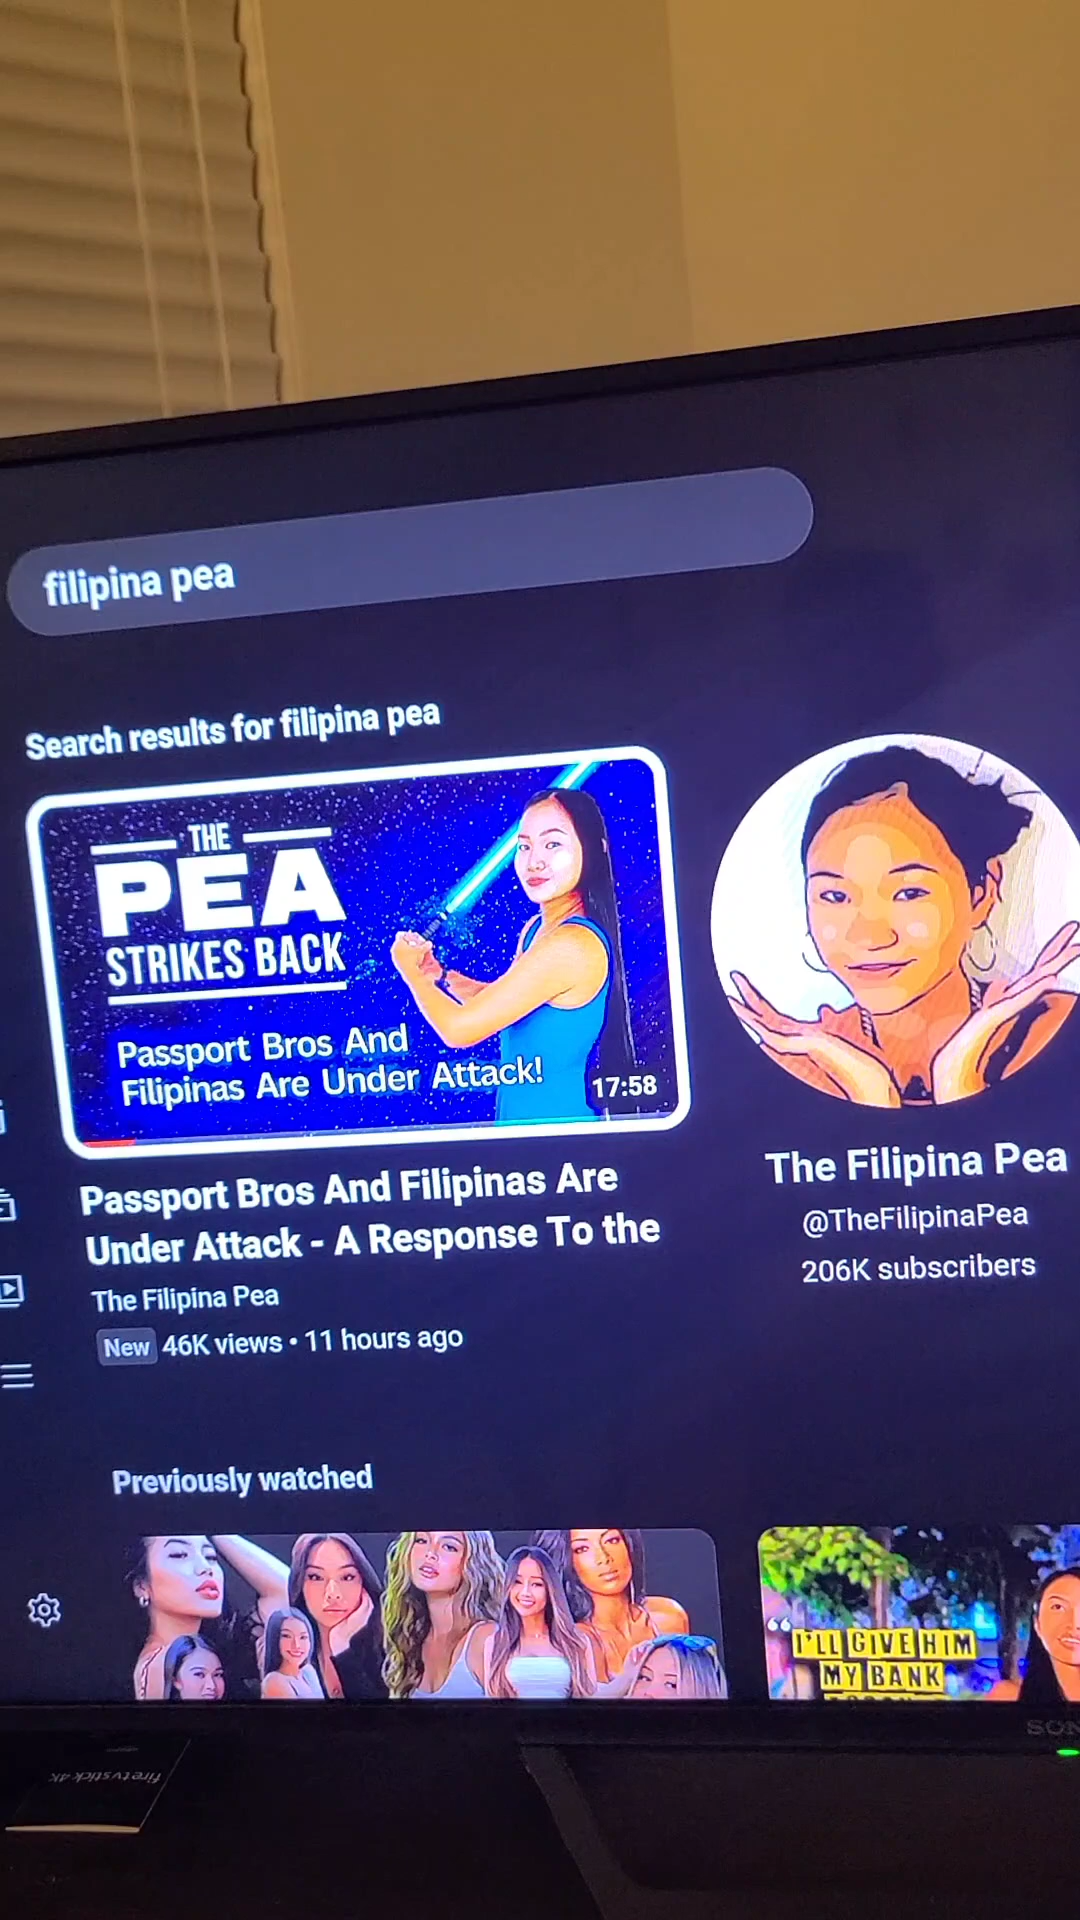 filipina pea
Search results for filipina pea
THE
PEA
STRIKES BACK
Passport Bros And
Filipinas Are Under Attack!
17:58
Passport Bros And Filipinas Are
Under Attack - A Response To the
The Filipina Pea
New 46K views • 11 hours ago
The Filipina Pea
@TheFilipinaPea
206K subscribers
Previously watched
“I'LL GIVE HIM
MY BANK
SON
firetvstick 4K